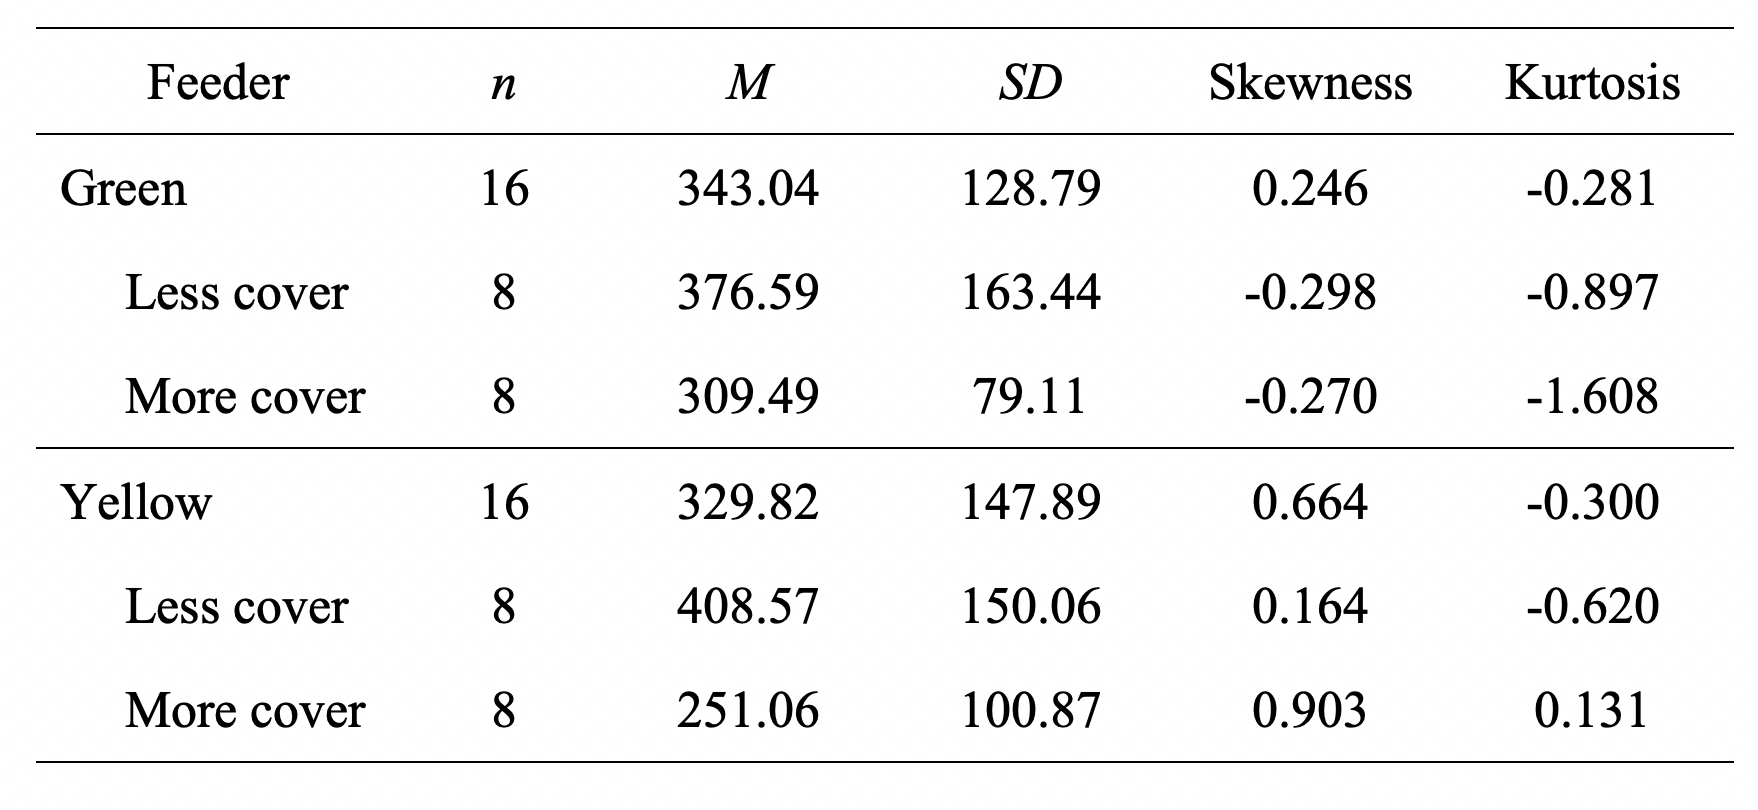 Feeder n M SD Skewness Kurtosis
Green 16 343.04 128.79 0.246 -0.281
Less cover 8 376.59 163.44 -0.298 -0.897
More cover 8 309.49 79.11 -0.270 -1.608
Yellow 16 329.82 147.89 0.664 -0.300
Less cover 8 408.57 150.06 0.164 -0.620
More cover 8 251.06 100.87 0.903 0.131